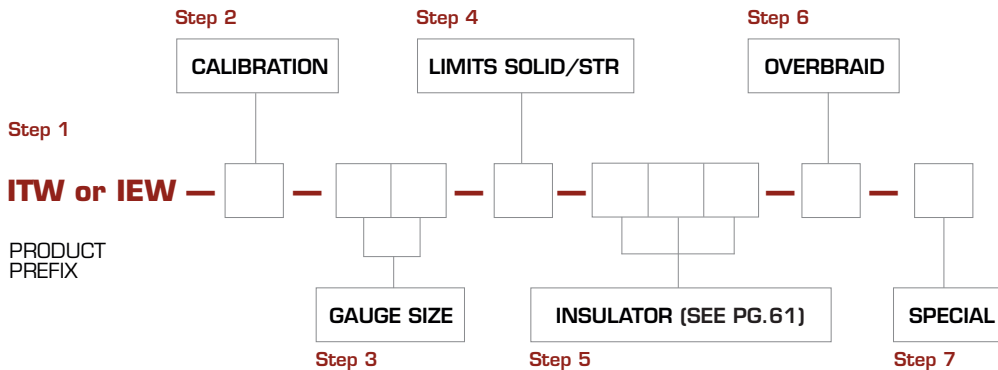 Step 2
Step 4
Step 6
CALIBRATION
LIMITS SOLID/STR
OVERBRAID
Step 1
ITW or IEW
PRODUCT
PREFIX
GAUGE SIZE
INSULATOR (SEE PG.61)
SPECIAL
Step 3
Step 5
Step 7